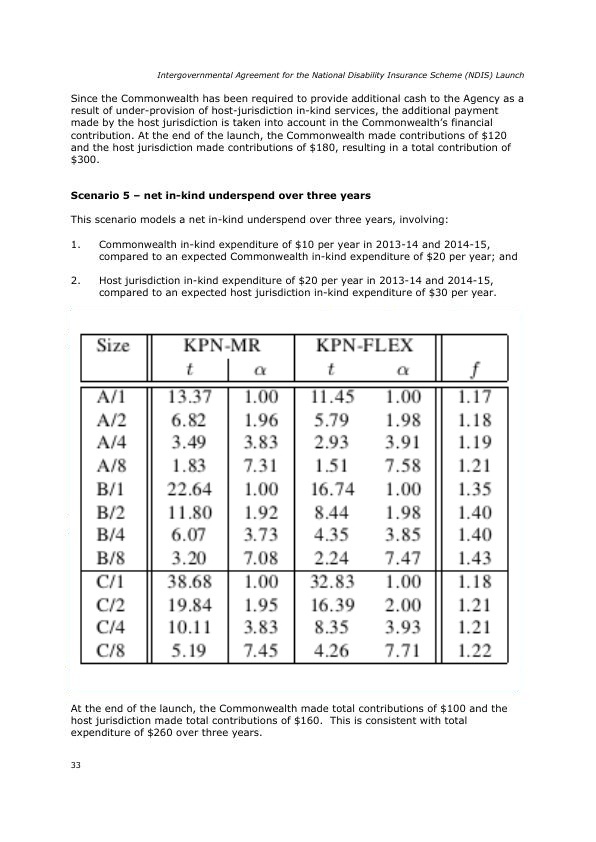 Intergovernmental Agreement for the National Disability Insurance Scheme (NDIS) Launch
Since the Commonwealth has been required to provide additional cash to the Agency as a
result of under-provision of host-jurisdiction in-kind services, the additional payment
made by the host jurisdiction is taken into account in the Commonwealth's financial
contribution. At the end of the launch, the Commonwealth made contributions of $120
and the host jurisdiction made contributions of $180, resulting in a total contribution of
$300.
Scenario 5 – net in-kind underspend over three years
This scenario models a net in-kind underspend over three years, involving:
1. Commonwealth in-kind expenditure of $10 per year in 2013-14 and 2014-15,
compared to an expected Commonwealth in-kind expenditure of $20 per year; and
2. Host jurisdiction in-kind expenditure of $20 per year in 2013-14 and 2014-15,
compared to an expected host jurisdiction in-kind expenditure of $30 per year.
Size KPN-MR KPN-FLEX
t α t α f
A/1 13.37 1.00 11.45 1.00 1.17
A/2 6.82 1.96 5.79 1.98 1.18
A/4 3.49 3.83 2.93 3.91 1.19
A/8 1.83 7.31 1.51 7.58 1.21
B/1 22.64 1.00 16.74 1.00 1.35
B/2 11.80 1.92 8.44 1.98 1.40
B/4 6.07 3.73 4.35 3.85 1.40
B/8 3.20 7.08 2.24 7.47 1.43
C/1 38.68 1.00 32.83 1.00 1.18
C/2 19.84 1.95 16.39 2.00 1.21
C/4 10.11 3.83 8.35 3.93 1.21
C/8 5.19 7.45 4.26 7.71 1.22
At the end of the launch, the Commonwealth made total contributions of $100 and the
host jurisdiction made total contributions of $160.  This is consistent with total
expenditure of $260 over three years.
33